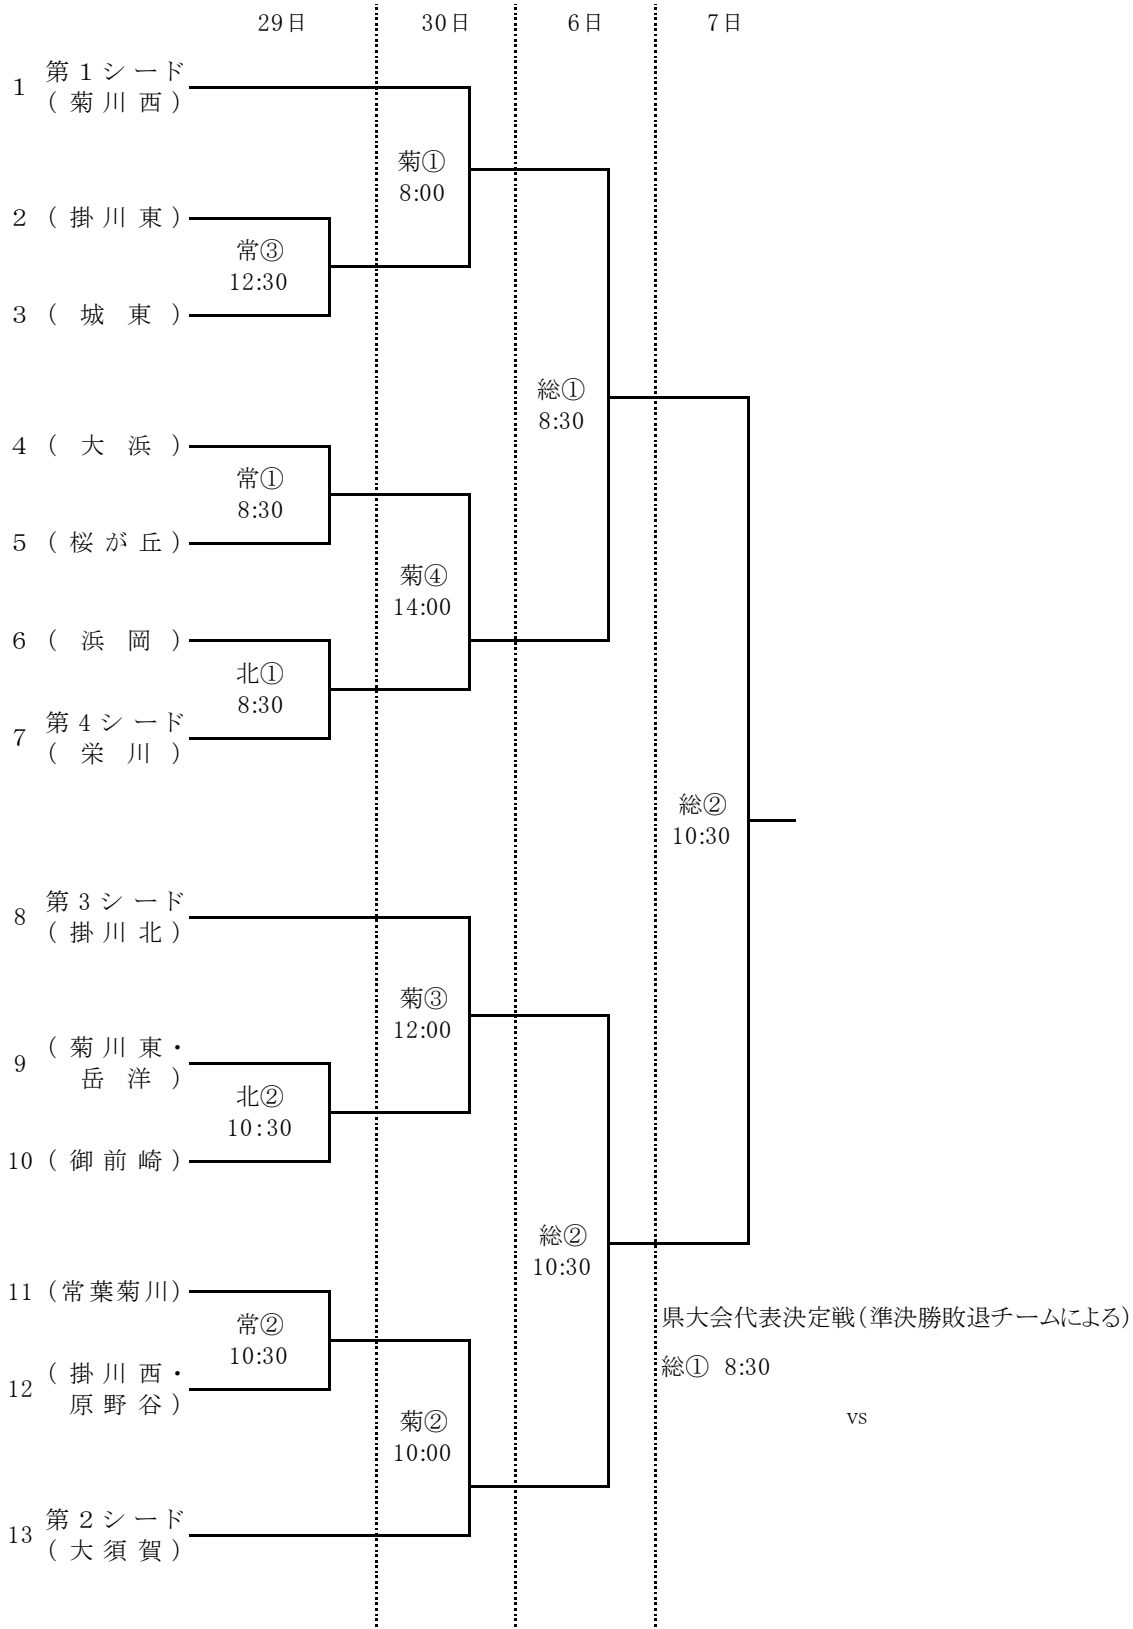 29日 30日 6日 7日
1 第1シード
（菊川西）
菊①
8:00
2 （掛川東）
常③
12:30
3 （城東）
総①
8:30
4 （大浜）
常①
8:30
5 （桜が丘）
菊④
14:00
6 （浜岡）
北①
8:30
7 第4シード
（栄川）
総②
10:30
8 第3シード
（掛川北）
菊③
12:00
9 （菊川東・
岳洋）
北②
10:30
10 （御前崎）
総②
10:30
11 （常葉菊川）
常②
10:30
12 （掛川西・
原野谷）
菊②
10:00
13 第2シード
（大須賀）
県大会代表決定戦（準決勝敗退チームによる）
総① 8:30
vs